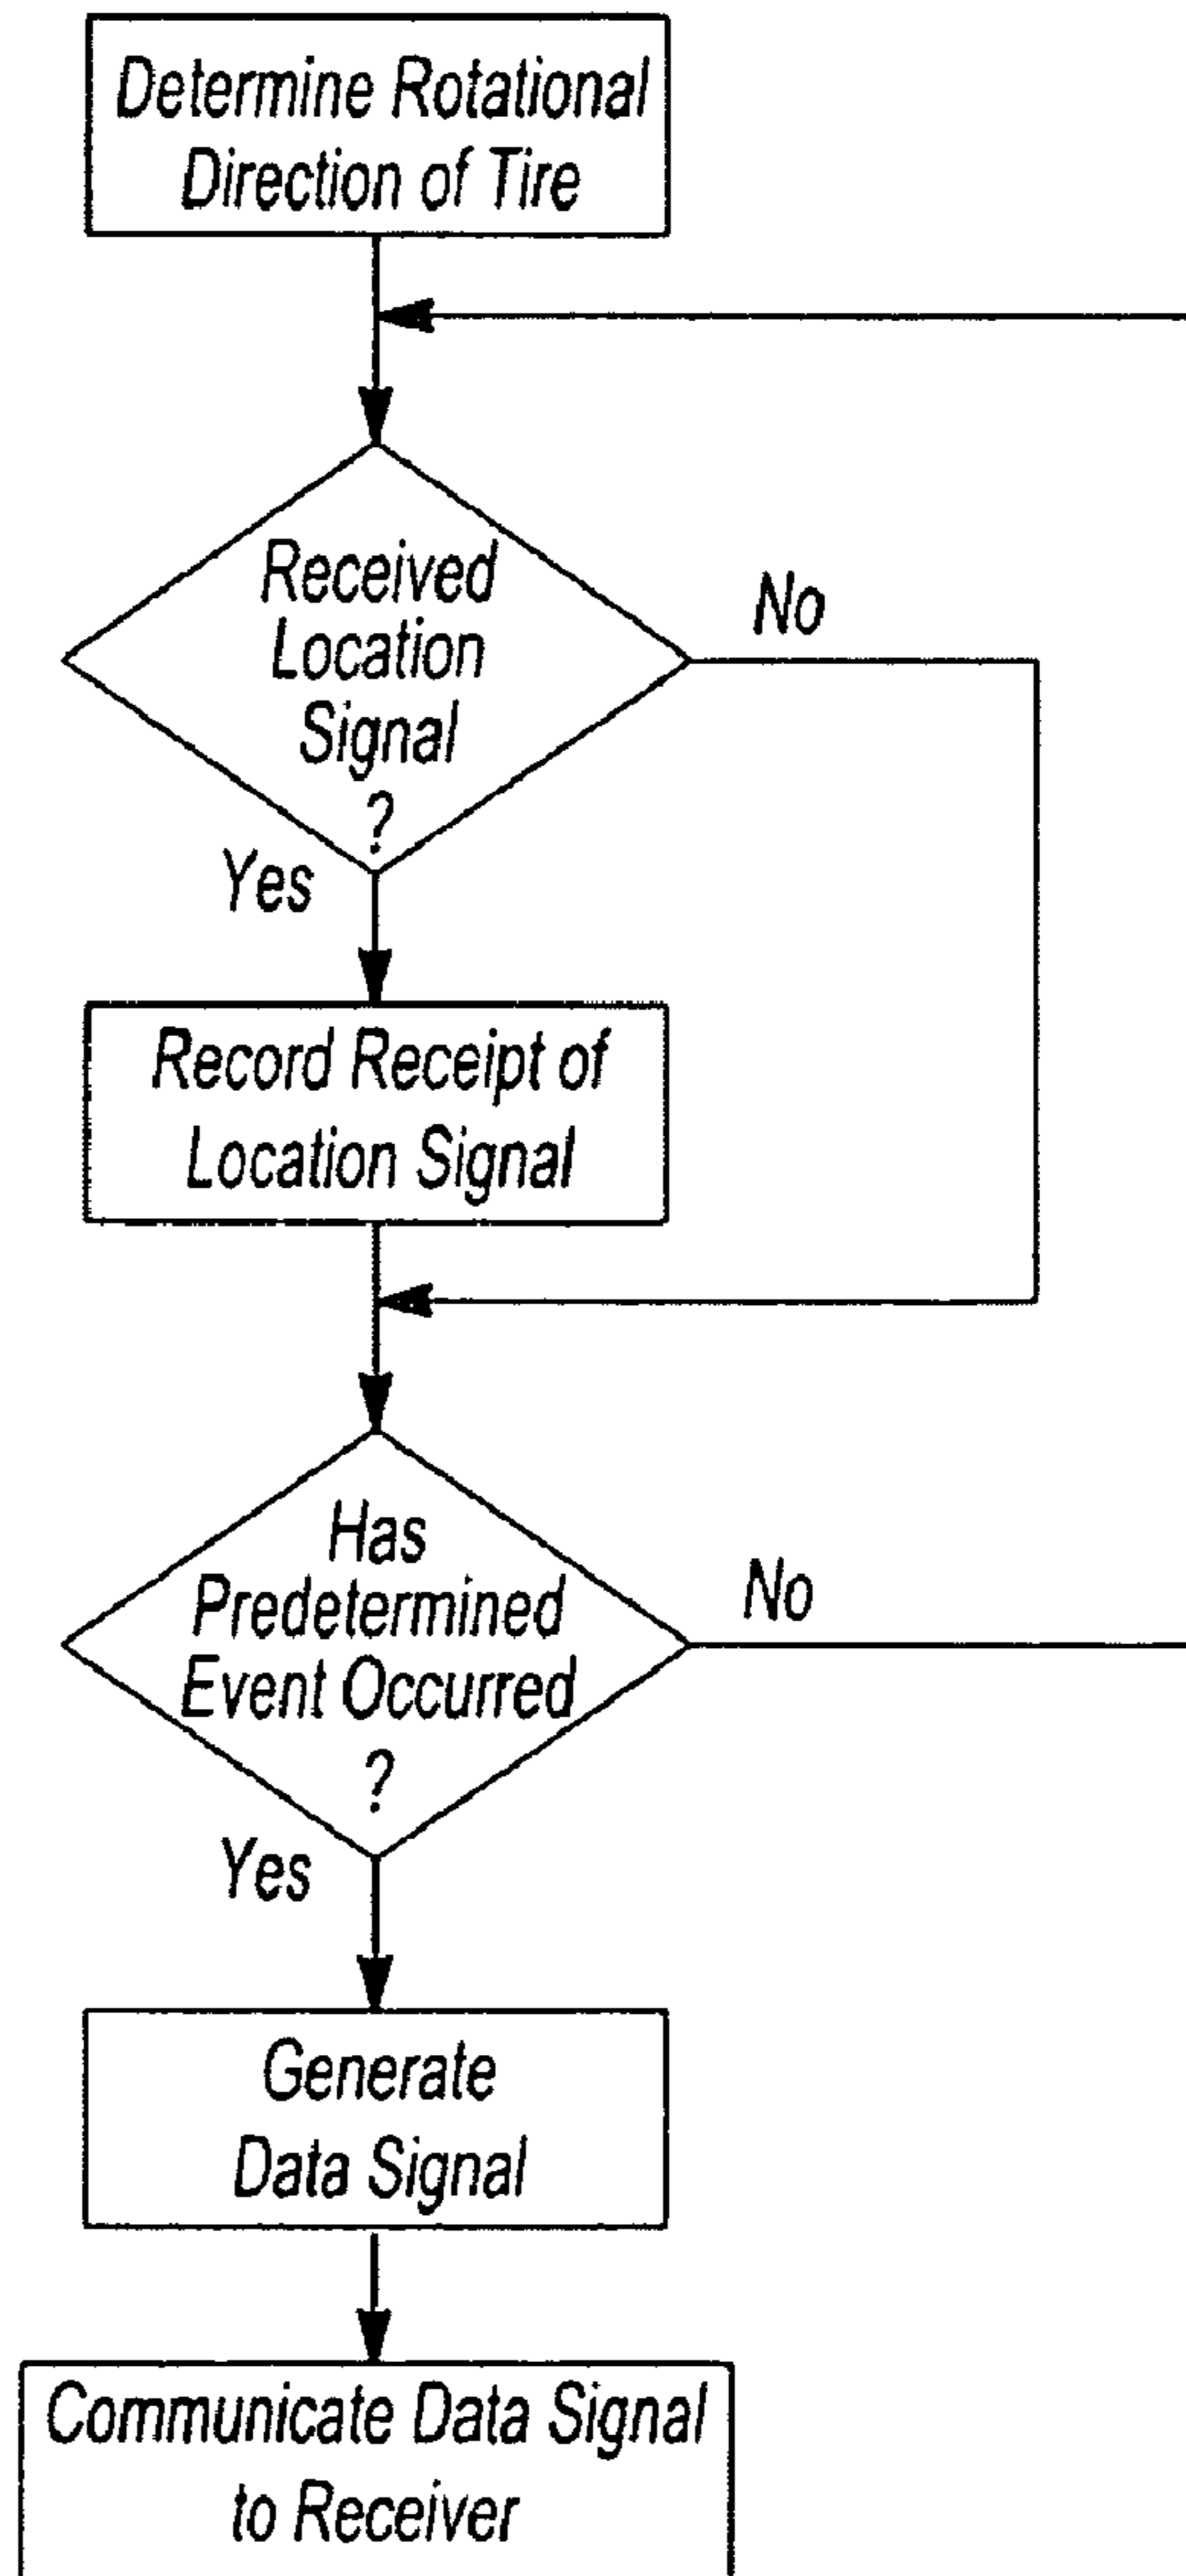 Determine Rotational
Direction of Tire
Received
Location
Signal
?
No
Yes
Record Receipt of
Location Signal
Has
Predetermined
Event Occurred
?
No
Yes
Generate
Data Signal
Communicate Data Signal
to Receiver